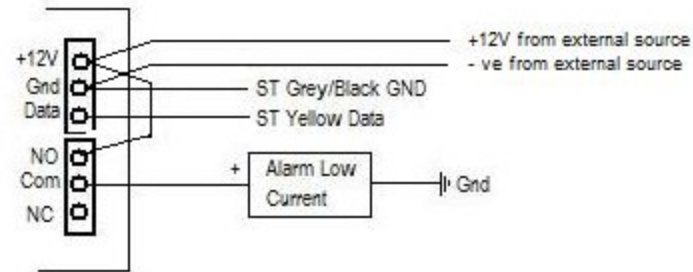 +12V from external source
+12V
- ve from external source
Gnd
ST Grey/Black GND
Data
ST Yellow Data
NO
+
Alarm Low
Com
Current
Gnd
NC